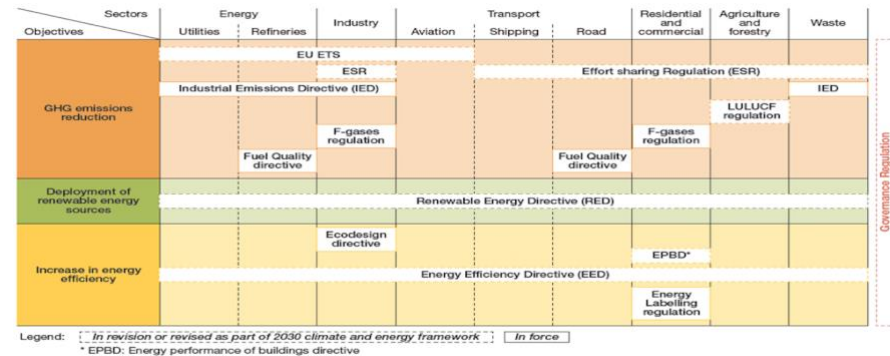 Sectors
Energy
Industry
Transport
Residential and commercial
Agriculture and forestry
Waste
Objectives
Utilities
Refineries
Aviation
Shipping
Road
GHG emissions
reduction
EU ETS
ESR
Effort sharing Regulation (ESR)
Industrial Emissions Directive (IED)
IED
LULUCF
regulation
F-gases
regulation
F-gases
regulation
Fuel Quality
directive
Fuel Quality
directive
Deployment of
renewable energy
sources
Renewable Energy Directive (RED)
Increase in energy
efficiency
Ecodesign
directive
EPBD*
Energy Efficiency Directive (EED)
Energy
Labelling
regulation
Governance Regulation
Legend: In revision or revised as part of 2030 climate and energy framework In force
* EPBD: Energy performance of buildings directive